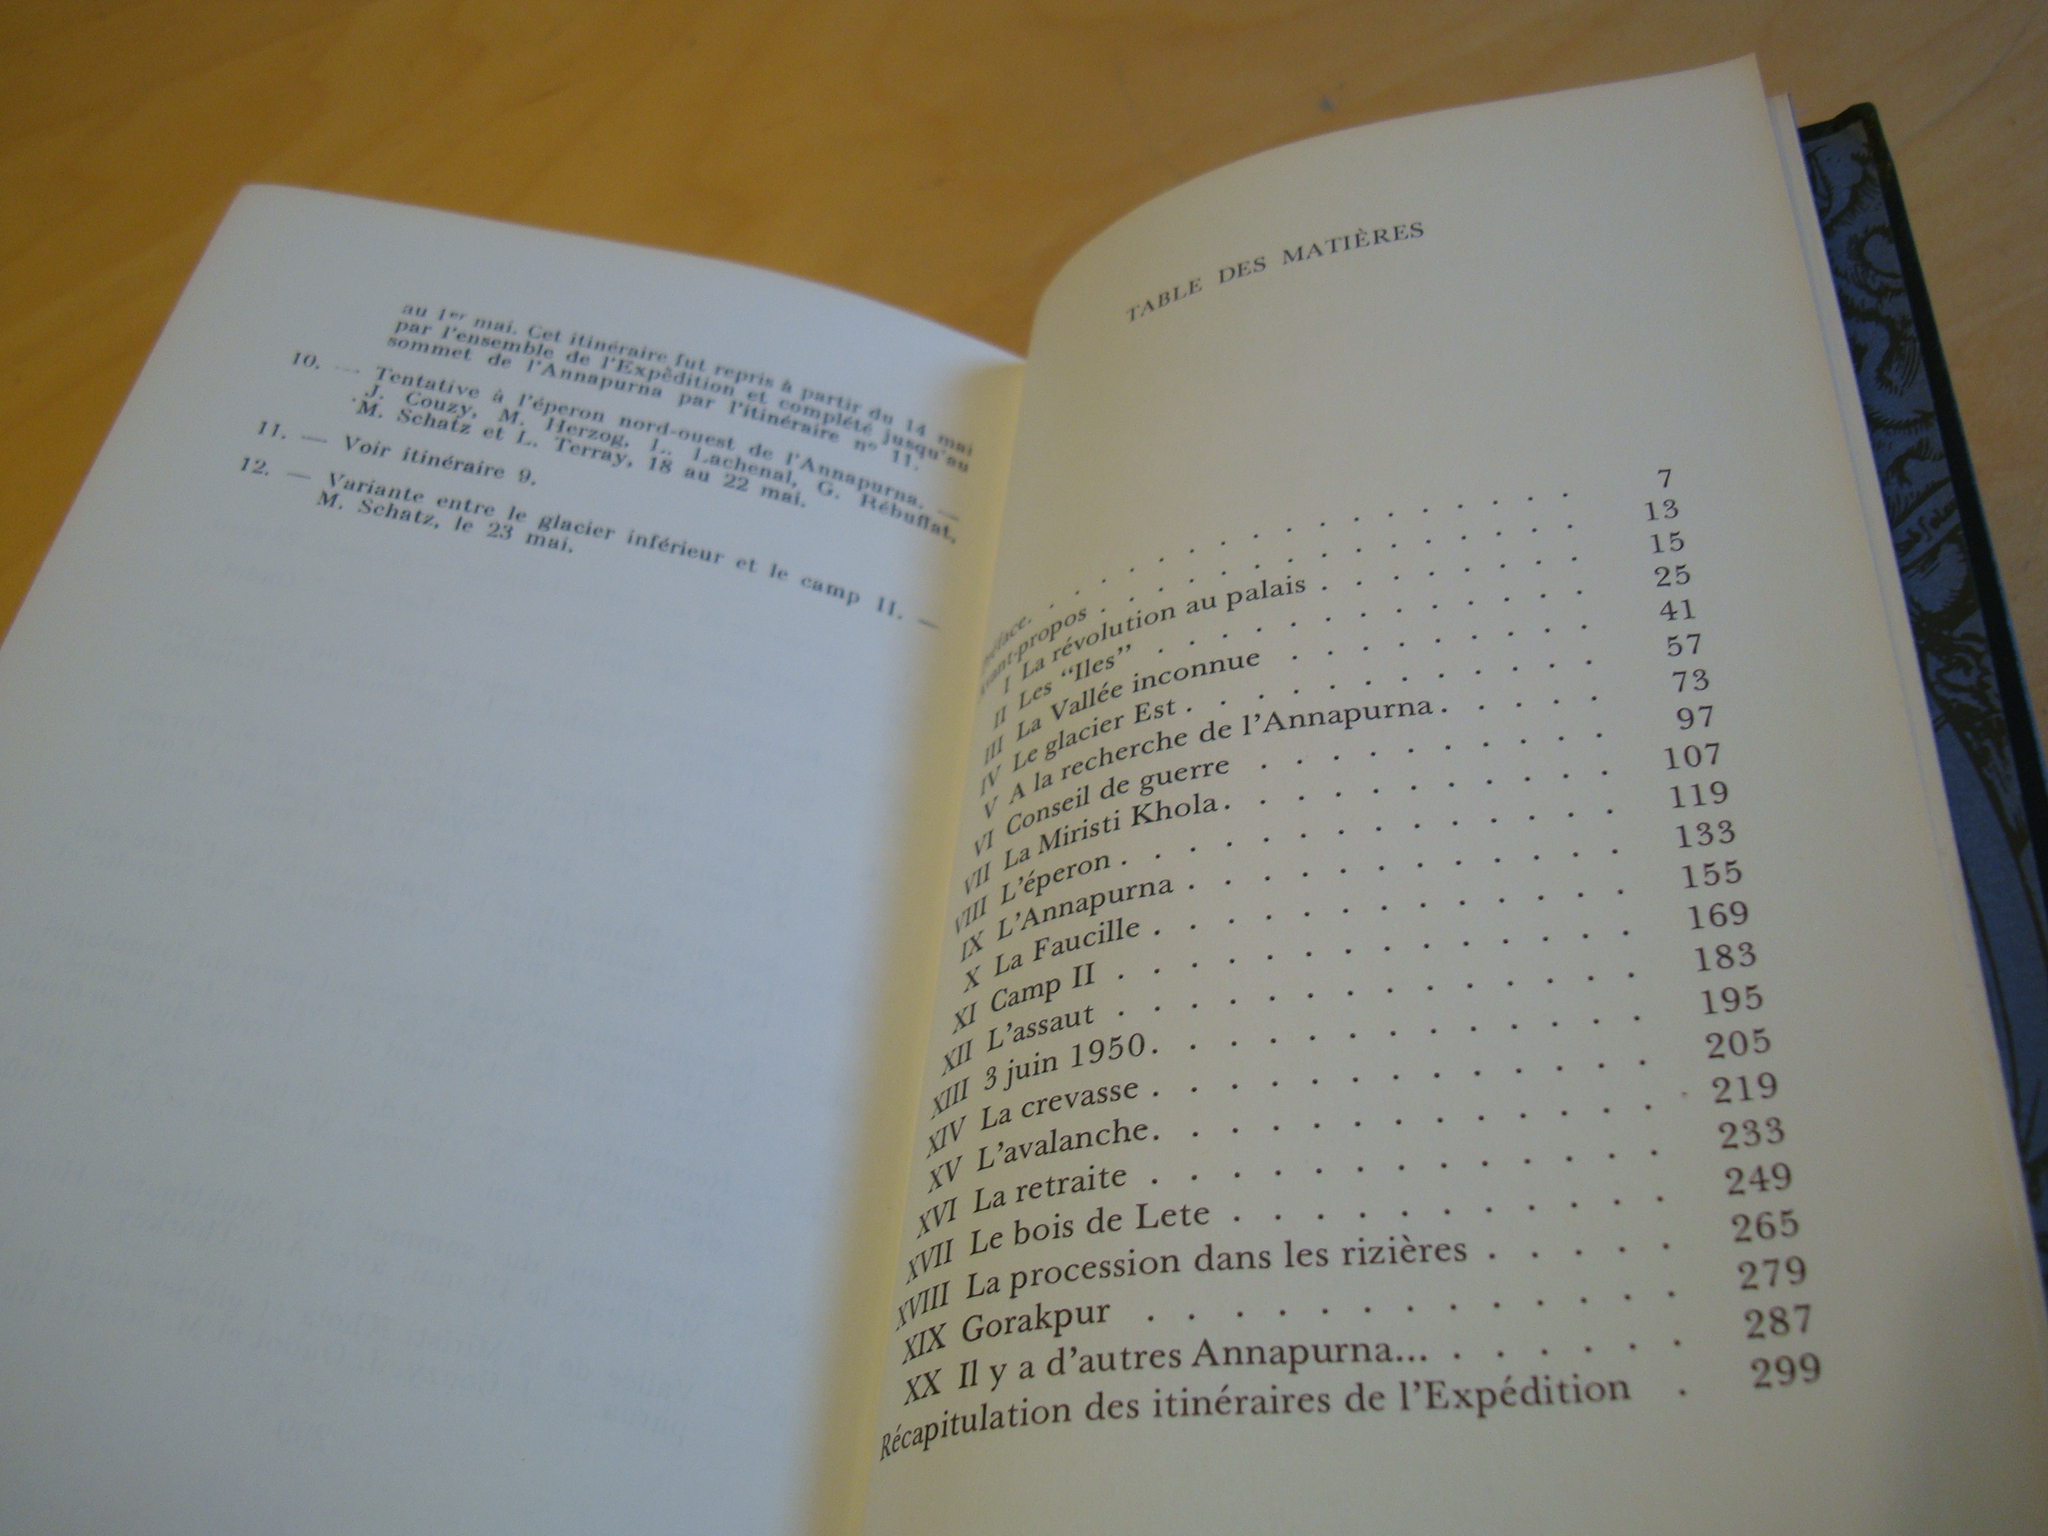 au 1er mai. Cet itinéraire fut repris à partir du 14 mai
par l'ensemble de l'Expédition et complété jusqu'au
sommet de l'Annapurna par l'itinéraire nº 11.
10. — Tentative à l'éperon nord-ouest de l'Annapurna. —
J. Couzy, M. Herzog, L. Lachenal, G. Rébuffat,
M. Schatz et L. Terray, 18 au 22 mai.
11. — Voir itinéraire 9.
12. — Variante entre le glacier inférieur et le camp II. —
M. Schatz, le 23 mai.
TABLE DES MATIÈRES
Préface. . . . . . . . . . . . . 7
Avant-propos . . . . . . . . . . . . 13
I La révolution au palais . . . . . . . . 15
II Les "Iles" . . . . . . . . . . . . 25
III La Vallée inconnue . . . . . . . . . 41
IV Le glacier Est . . . . . . . . . . . 57
V A la recherche de l'Annapurna. . . . . . 73
VI Conseil de guerre . . . . . . . . . . 97
VII La Miristi Khola. . . . . . . . . . . 107
VIII L'éperon . . . . . . . . . . . . . 119
IX L'Annapurna . . . . . . . . . . . . 133
X La Faucille . . . . . . . . . . . . 155
XI Camp II . . . . . . . . . . . . . 169
XII L'assaut . . . . . . . . . . . . . 183
XIII 3 juin 1950. . . . . . . . . . . . . 195
XIV La crevasse . . . . . . . . . . . . 205
XV L'avalanche. . . . . . . . . . . . . 219
XVI La retraite . . . . . . . . . . . . 233
XVII Le bois de Lete . . . . . . . . . . . 249
XVIII La procession dans les rizières . . . . . 265
XIX Gorakpur . . . . . . . . . . . . . 279
XX Il y a d'autres Annapurna... . . . . . . 287
Récapitulation des itinéraires de l'Expédition . 299